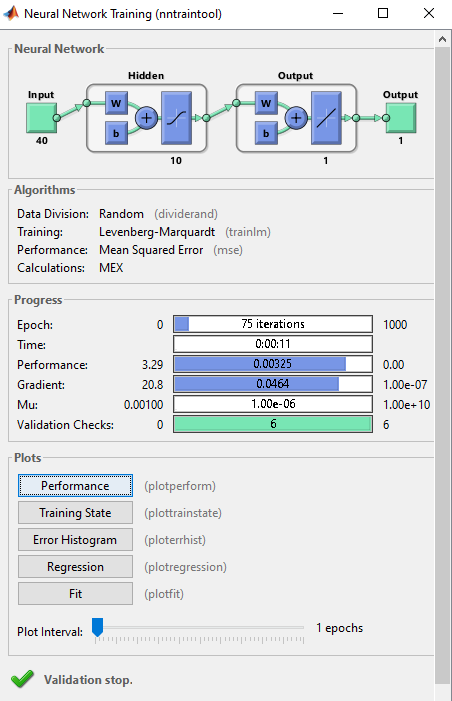 Neural Network Training (nntraintool)
Neural Network
Hidden Output
Input Output
W W
b b
40 1
10 1
Algorithms
Data Division: Random (dividerand)
Training: Levenberg-Marquardt (trainlm)
Performance: Mean Squared Error (mse)
Calculations: MEX
Progress
Epoch: 0 75 iterations 1000
Time: 0:00:11
Performance: 3.29 0.00325 0.00
Gradient: 20.8 0.0464 1.00e-07
Mu: 0.00100 1.00e-06 1.00e+10
Validation Checks: 0 6 6
Plots
Performance (plotperform)
Training State (plottrainstate)
Error Histogram (ploterrhist)
Regression (plotregression)
Fit (plotfit)
Plot Interval: 1 epochs
Validation stop.